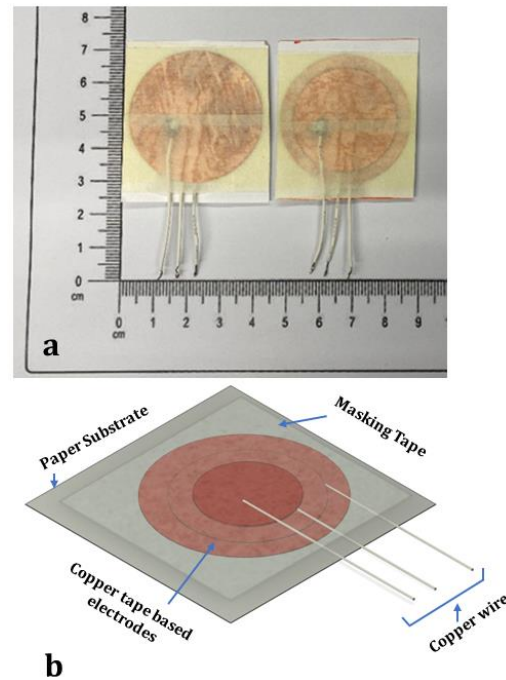 8
7
6
5
4
3
2
1
0
cm
0 1 2 3 4 5 6 7 8 9
cm
a
Paper Substrate
Masking Tape
Copper tape based
electrodes
Copper wire
b